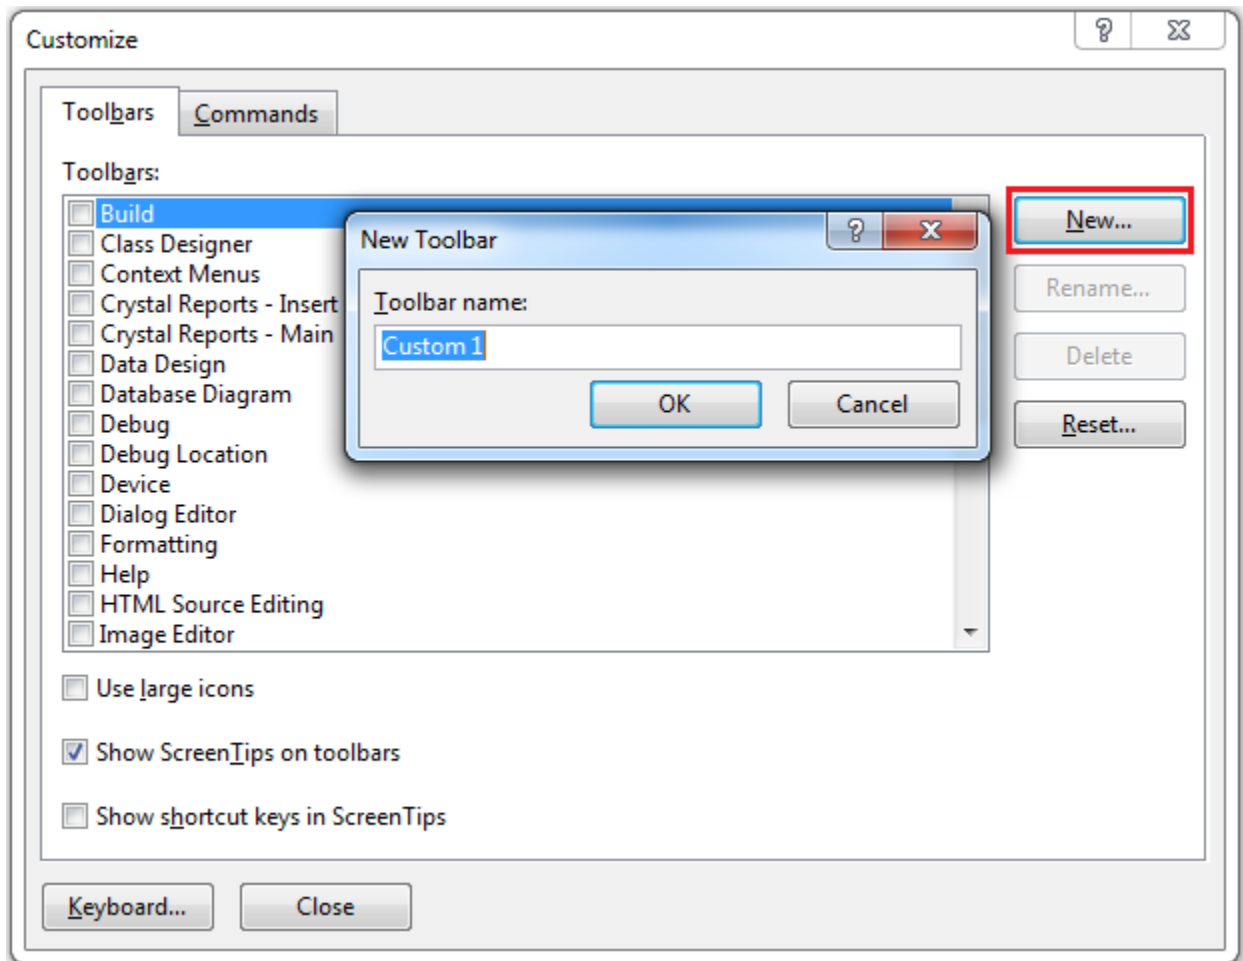 Customize
Toolbars Commands
Toolbars:
Build
Class Designer
Context Menus
Crystal Reports - Insert
Crystal Reports - Main
Data Design
Database Diagram
Debug
Debug Location
Device
Dialog Editor
Formatting
Help
HTML Source Editing
Image Editor
New Toolbar
Toolbar name:
Custom 1
OK Cancel
New...
Rename...
Delete
Reset...
Use large icons
Show ScreenTips on toolbars
Show shortcut keys in ScreenTips
Keyboard... Close